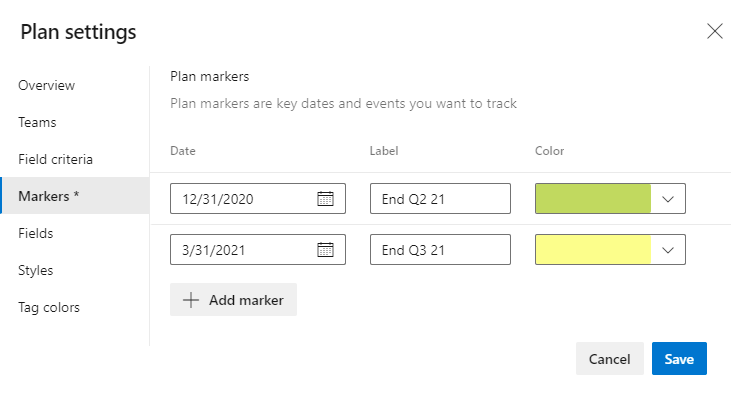 Plan settings
Overview
Teams
Field criteria
Markers *
Fields
Styles
Tag colors
Plan markers
Plan markers are key dates and events you want to track
Date Label Color
12/31/2020 End Q2 21
3/31/2021 End Q3 21
Add marker
Cancel Save